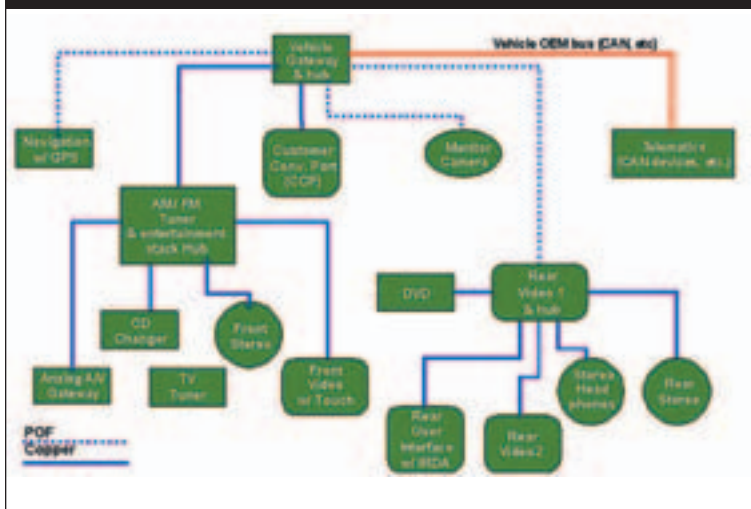 Vehicle
Gateway
& hub
Vehicle OEM bus (CAN, etc)
Navigation
w/ GPS
Customer
Conv. Port
(CCP)
Monitor
Camera
Telematics
(CAN devices, etc.)
AM/ FM
Tuner
& entertainment
stack Hub
DVD
Rear
Video 1
& hub
CD
Changer
Front
Stereo
Analog A/V
Gateway
TV
Tuner
Front
Video
w/ Touch
Stereo
Head
phones
Rear
Stereo
Rear
User
Interface
w/ IRDA
Rear
Video2
POF
Copper